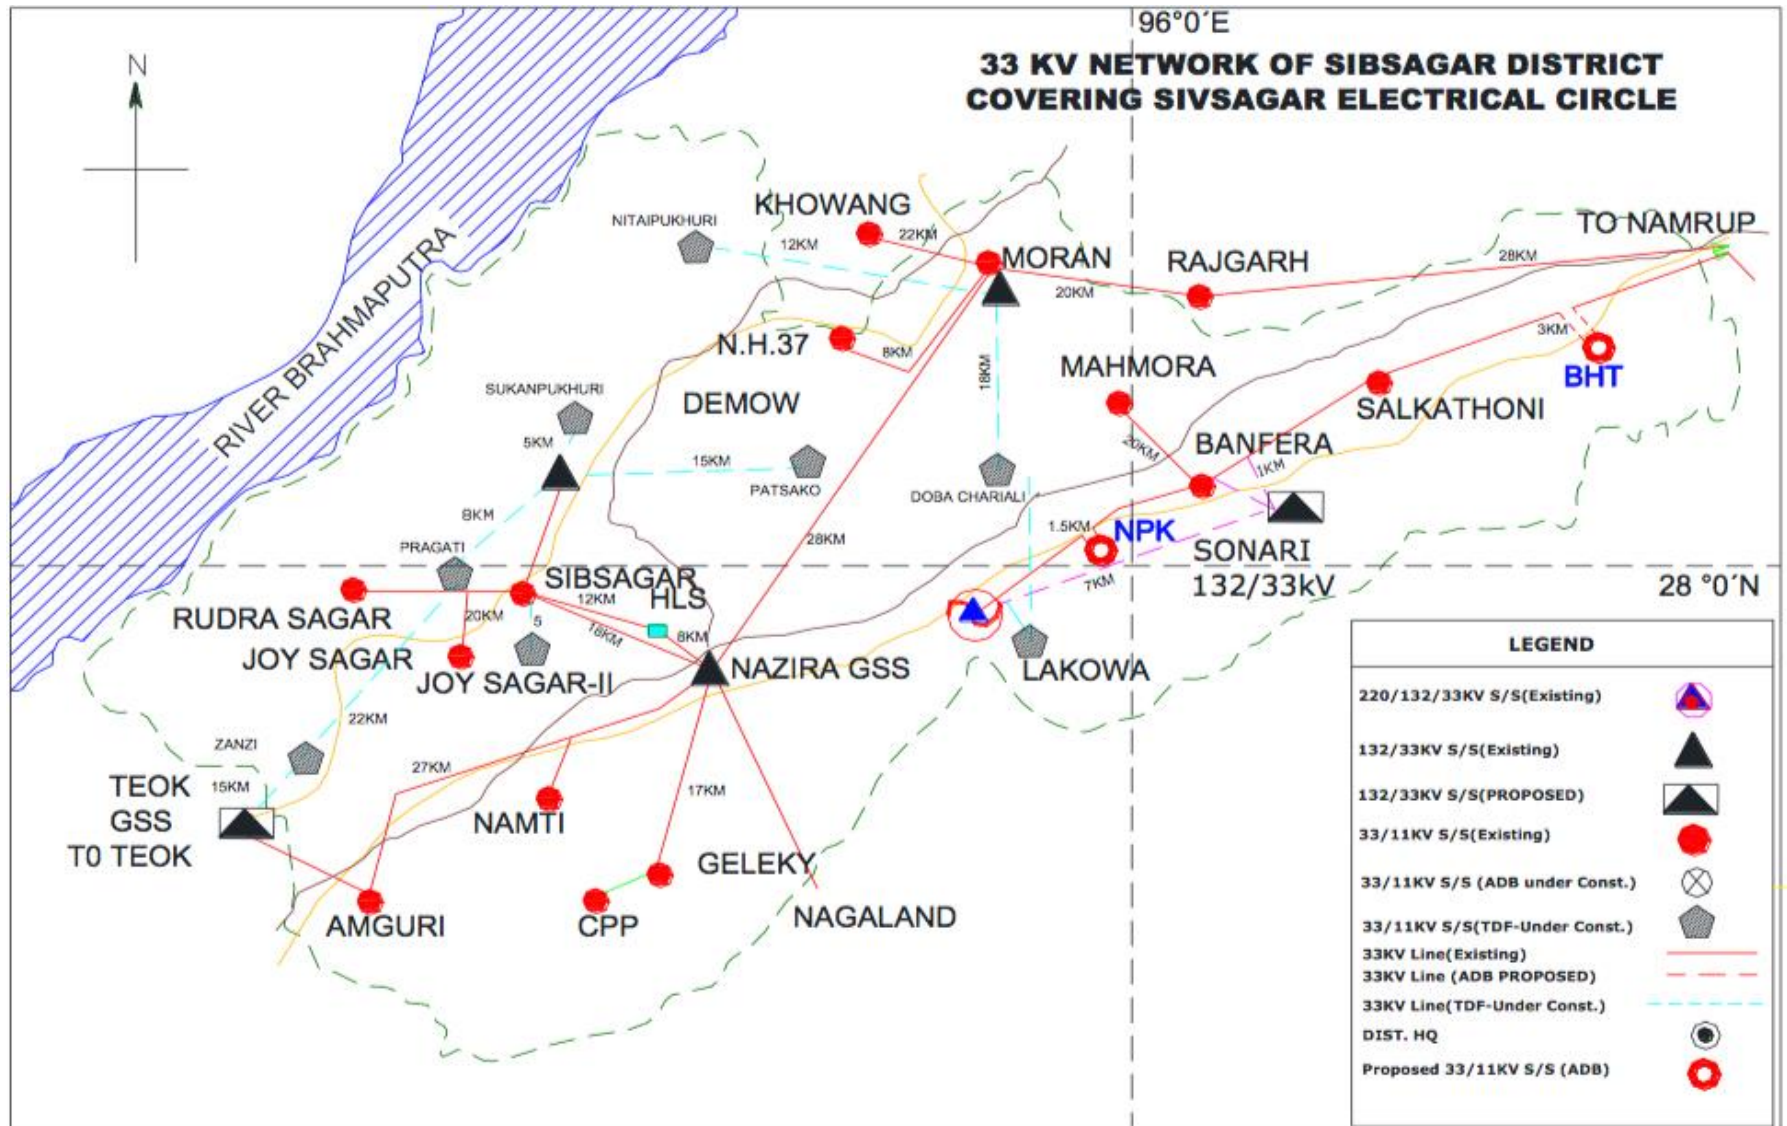 96°0´E
33 KV NETWORK OF SIBSAGAR DISTRICT
COVERING SIVSAGAR ELECTRICAL CIRCLE
N
RIVER BRAHMAPUTRA
KHOWANG
22KM
NITAIPUKHURI
12KM
MORAN
20KM
RAJGARH
TO NAMRUP
28KM
N.H.37
8KM
18KM
MAHMORA
20KM
3KM
BHT
SALKATHONI
SUKANPUKHURI
5KM
DEMOW
15KM
PATSAKO
DOBA CHARIALI
BANFERA
1KM
8KM
PRAGATI
28KM
1.5KM
NPK
SONARI
132/33kV
7KM
28 °0´N
SIBSAGAR
12KM
HLS
8KM
18KM
RUDRA SAGAR
20KM
5
JOY SAGAR
JOY SAGAR-II
NAZIRA GSS
LAKOWA
22KM
ZANZI
15KM
27KM
17KM
TEOK
GSS
T0 TEOK
NAMTI
GELEKY
AMGURI
CPP
NAGALAND
LEGEND
220/132/33KV S/S(Existing)
132/33KV S/S(Existing)
132/33KV S/S(PROPOSED)
33/11KV S/S(Existing)
33/11KV S/S (ADB under Const.)
33/11KV S/S(TDF-Under Const.)
33KV Line(Existing)
33KV Line (ADB PROPOSED)
33KV Line(TDF-Under Const.)
DIST. HQ
Proposed 33/11KV S/S (ADB)